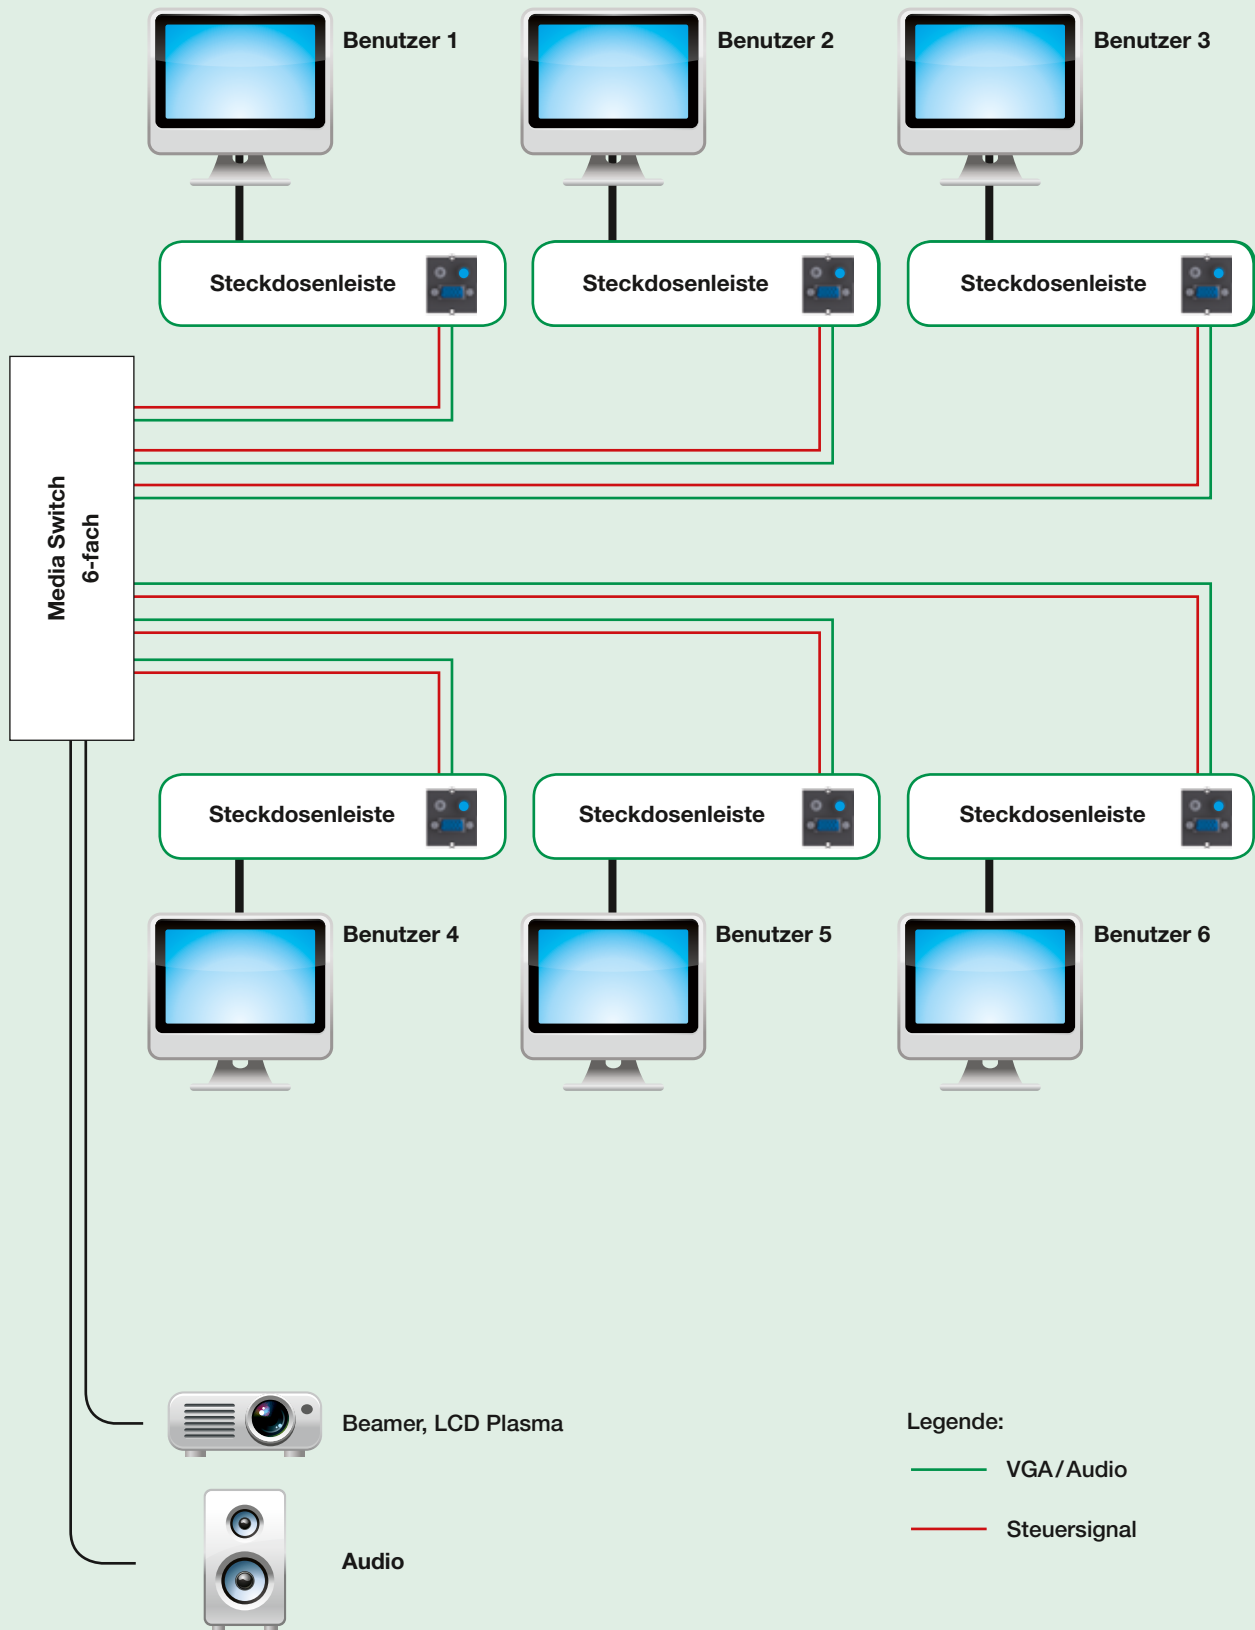 Benutzer 1
Benutzer 2
Benutzer 3
Steckdosenleiste
Steckdosenleiste
Steckdosenleiste
Media Switch
6-fach
Steckdosenleiste
Steckdosenleiste
Steckdosenleiste
Benutzer 4
Benutzer 5
Benutzer 6
Beamer, LCD Plasma
Audio
Legende:
VGA/Audio
Steuersignal